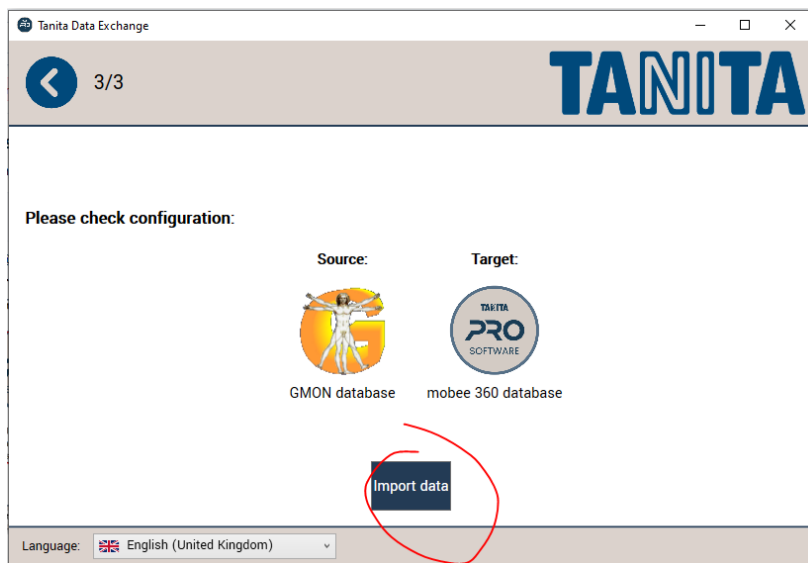 Tanita Data Exchange
3/3
TANITA
Please check configuration:
Source:
Target:
TANITA
PRO
SOFTWARE
GMON database
mobee 360 database
Import data
Language:
English (United Kingdom)